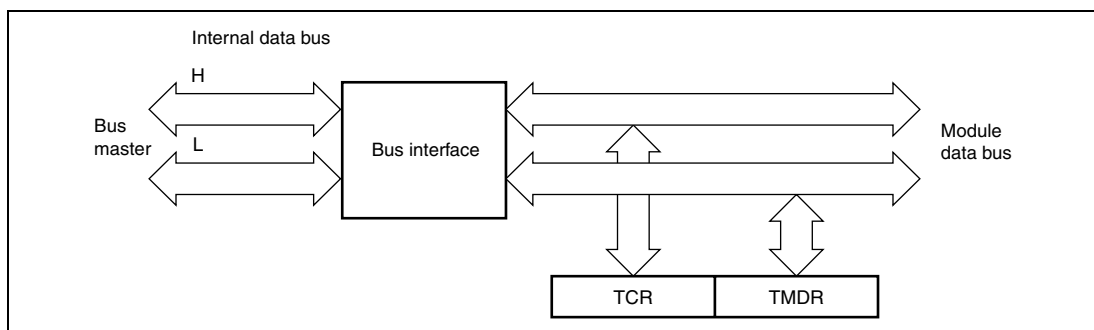 Internal data bus
H
Bus
master
L
Bus interface
Module
data bus
TCR
TMDR